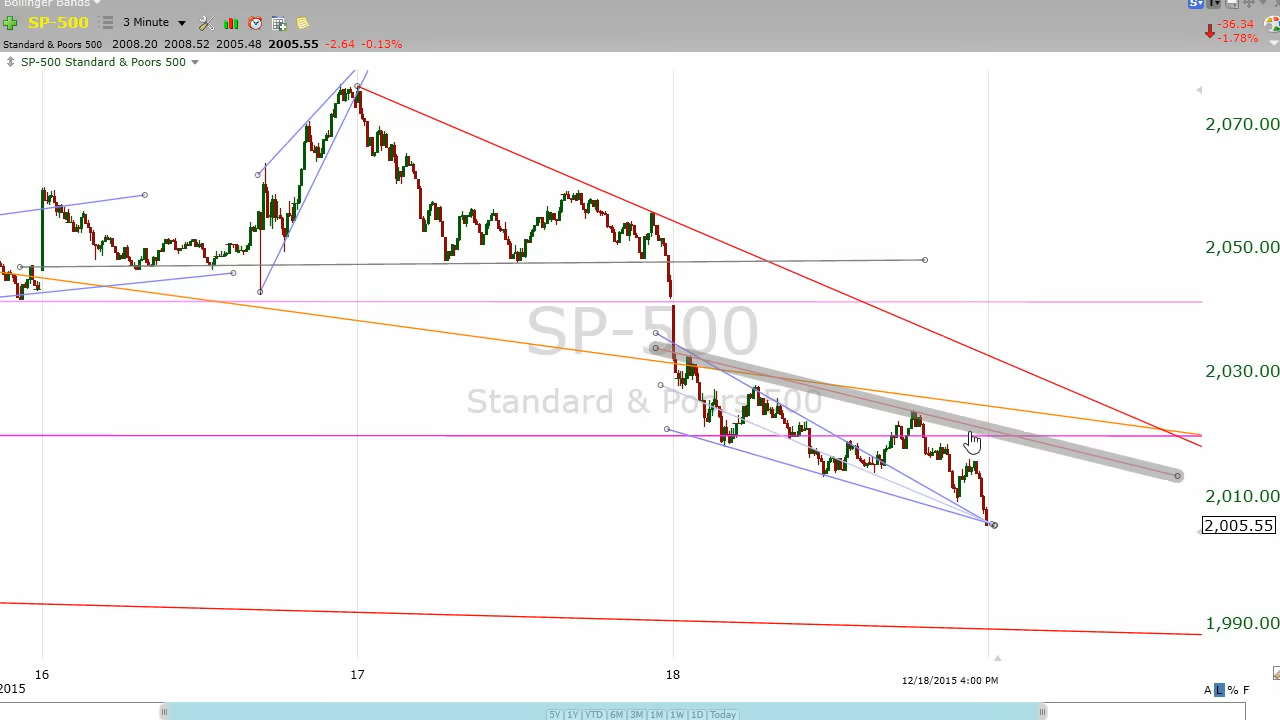 Bollinger Bands
SP-500 3 Minute
-36.34
-1.78%
Standard & Poors 500 2008.20 2008.52 2005.48 2005.55 -2.64 -0.13%
SP-500 Standard & Poors 500
2,070.00
2,050.00
SP-500
2,030.00
Standard & Poors 500
2,010.00
2,005.55
1,990.00
16 17 18
2015
12/18/2015 4:00 PM
A L % F
5Y 1Y YTD 6M 3M 1M 1W 1D Today